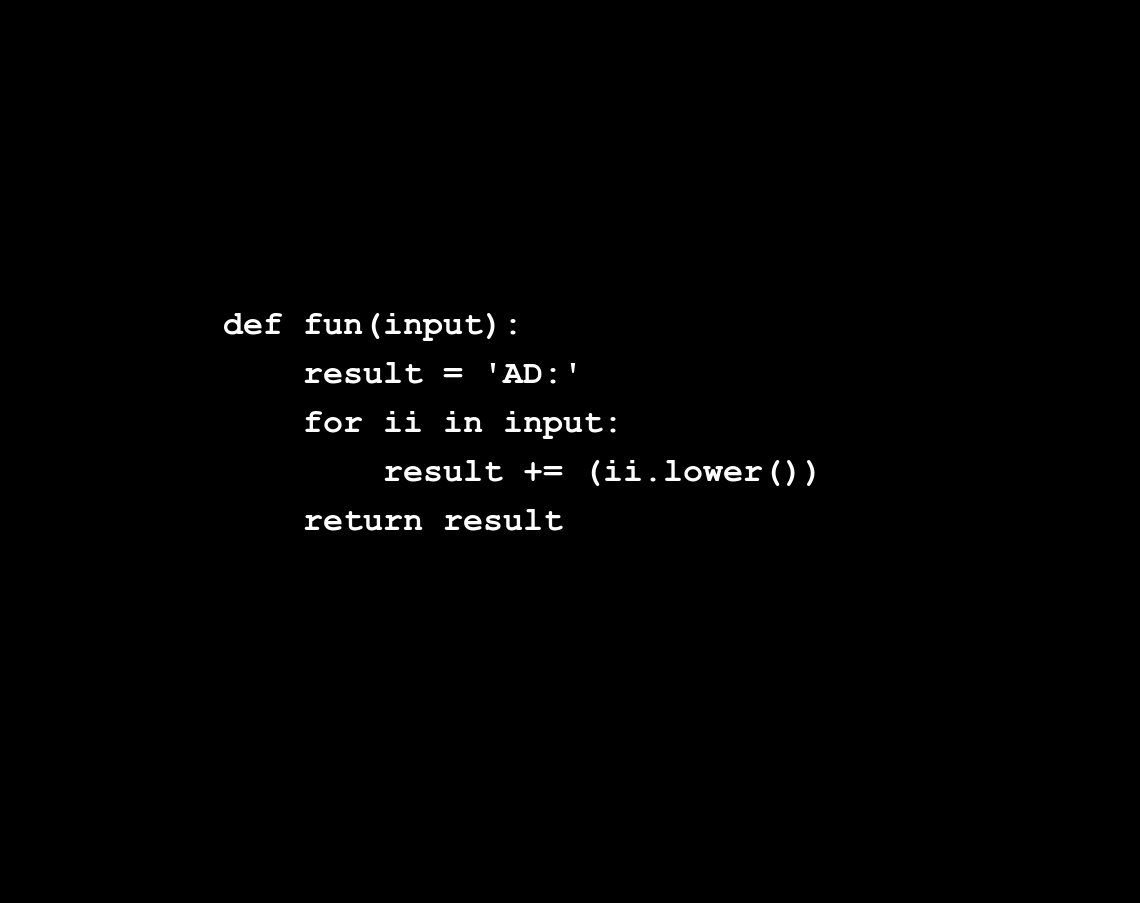 def fun(input):
    result = 'AD:'
    for ii in input:
        result += (ii.lower())
    return result